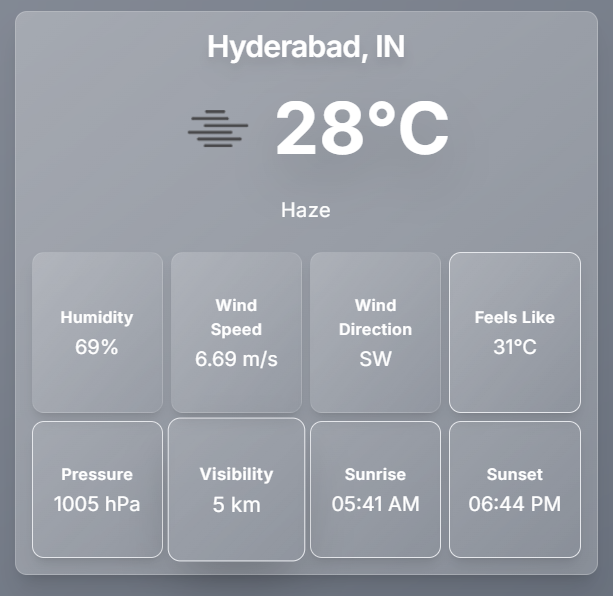 Hyderabad, IN
28°C
Haze
Humidity
69%
Wind
Speed
6.69 m/s
Wind
Direction
SW
Feels Like
31°C
Pressure
1005 hPa
Visibility
5 km
Sunrise
05:41 AM
Sunset
06:44 PM